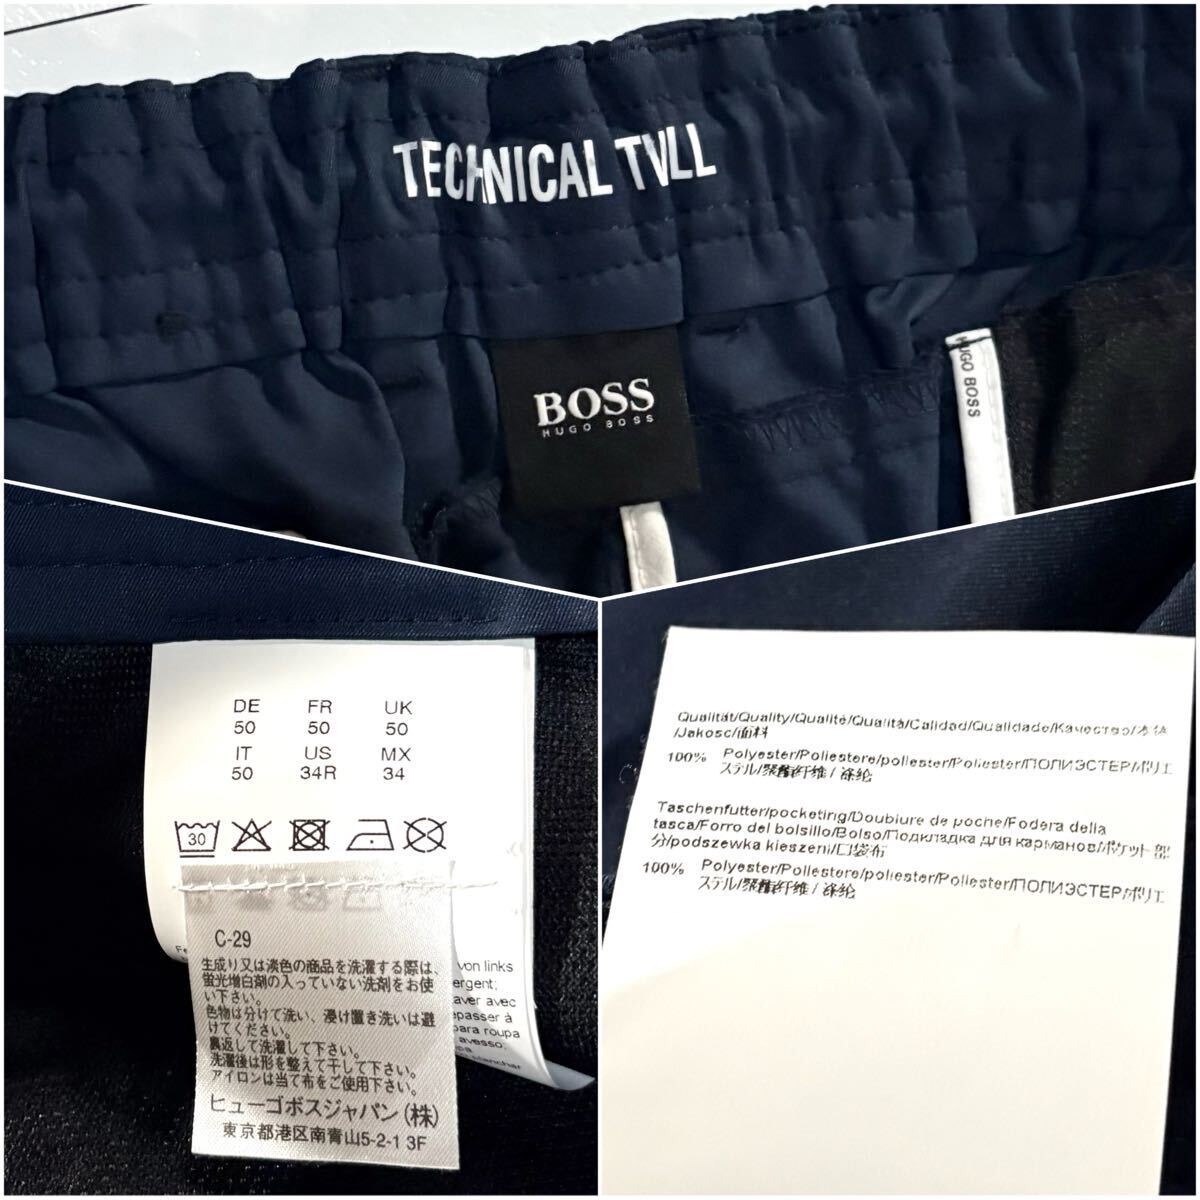 TECHNICAL TVLL
BOSS
HUGO BOSS
HUGO BOSS
DE FR UK
50 50 50
IT US MX
50 34R 34
30
C-29
生成り又は淡色の商品を洗濯する際は、
蛍光増白剤の入っていない洗剤をお使
い下さい。
色物は分けて洗い、浸け置き洗いは避
けてください。
裏返して洗濯して下さい。
洗濯後は形を整えて干して下さい。
アイロンは当て布をご使用下さい。
ヒューゴボスジャパン(株)
東京都港区南青山5-2-1 3F
von links
ergent;
aver avec
epasser à
para roupa
avesso;
planchar
Qualität/Quality/Qualité/Qualità/Calidad/Qualidade/Качество/本体
/Jakosc/面料
100% Polyester/Poliestere/poliester/Poliester/ПОЛИЭСТЕР/ポリエ
ステル/聚酯纤维 / 涤纶
Taschenfutter/pocketing/Doublure de poche/Fodera della
tasca/Forro del bolsillo/Bolso/Подкладка для карманов/ポケット部
分/podszewka kieszeni/口袋布
100% Polyester/Poliestere/poliester/Poliester/ПОЛИЭСТЕР/ポリエ
ステル/聚酯纤维 / 涤纶